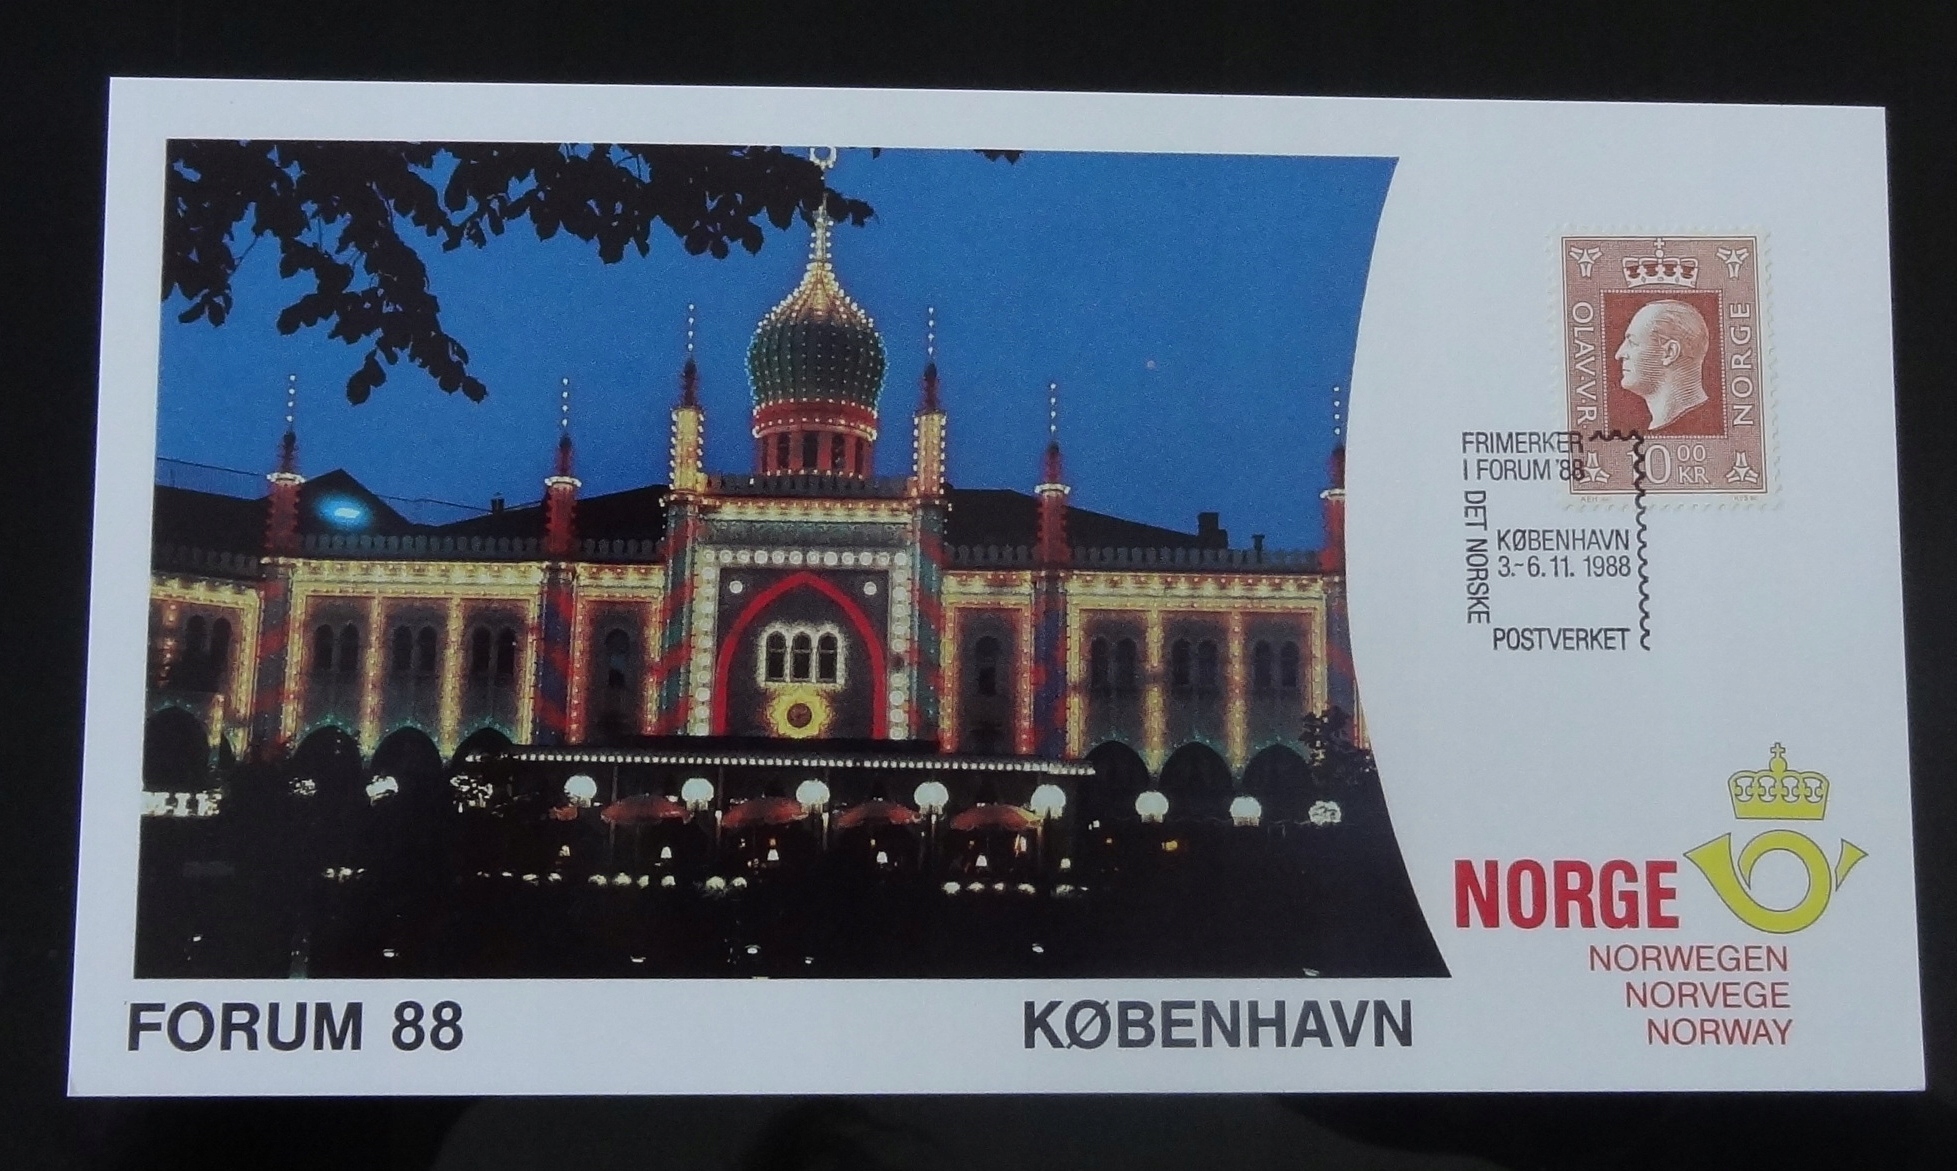 OLAV.V.R.
NORGE
10 00 KR
FRIMERKER
I FORUM '88
DET NORSKE
KØBENHAVN
3.-6.11. 1988
POSTVERKET
NORGE
NORWEGEN
NORVEGE
NORWAY
FORUM 88
KØBENHAVN